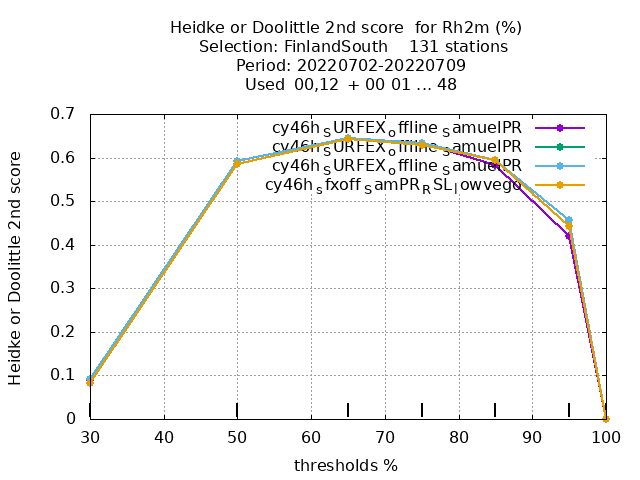 Heidke or Doolittle 2nd score  for Rh2m (%)
Selection: FinlandSouth    131 stations
Period: 20220702-20220709
Used  00,12  + 00 01 ... 48
cy46h_SURFEX_offline_SamuelPR
cy46h_SURFEX_offline_SamuelPR
cy46h_SURFEX_offline_SamuelPR
cy46h_sfxoff_SamPR_RSL_lowvego
Heidke or Doolittle 2nd score
0.7
0.6
0.5
0.4
0.3
0.2
0.1
0
30 40 50 60 70 80 90 100
thresholds %